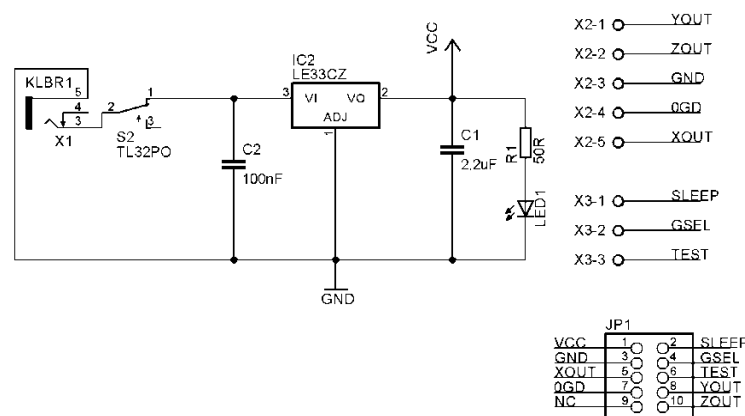 KLBR1
5
4
3
X1
2
1
3
S2
TL32PO
C2
100nF
IC2
LE33CZ
3
VI
VO
2
ADJ
1
VCC
C1
2,2uF
R1
50R
LED1
GND
X2-1 YOUT
X2-2 ZOUT
X2-3 GND
X2-4 0GD
X2-5 XOUT
X3-1 SLEEP
X3-2 GSEL
X3-3 TEST
JP1
VCC 1 2 SLEEP
GND 3 4 GSEL
XOUT 5 6 TEST
0GD 7 8 YOUT
NC 9 10 ZOUT